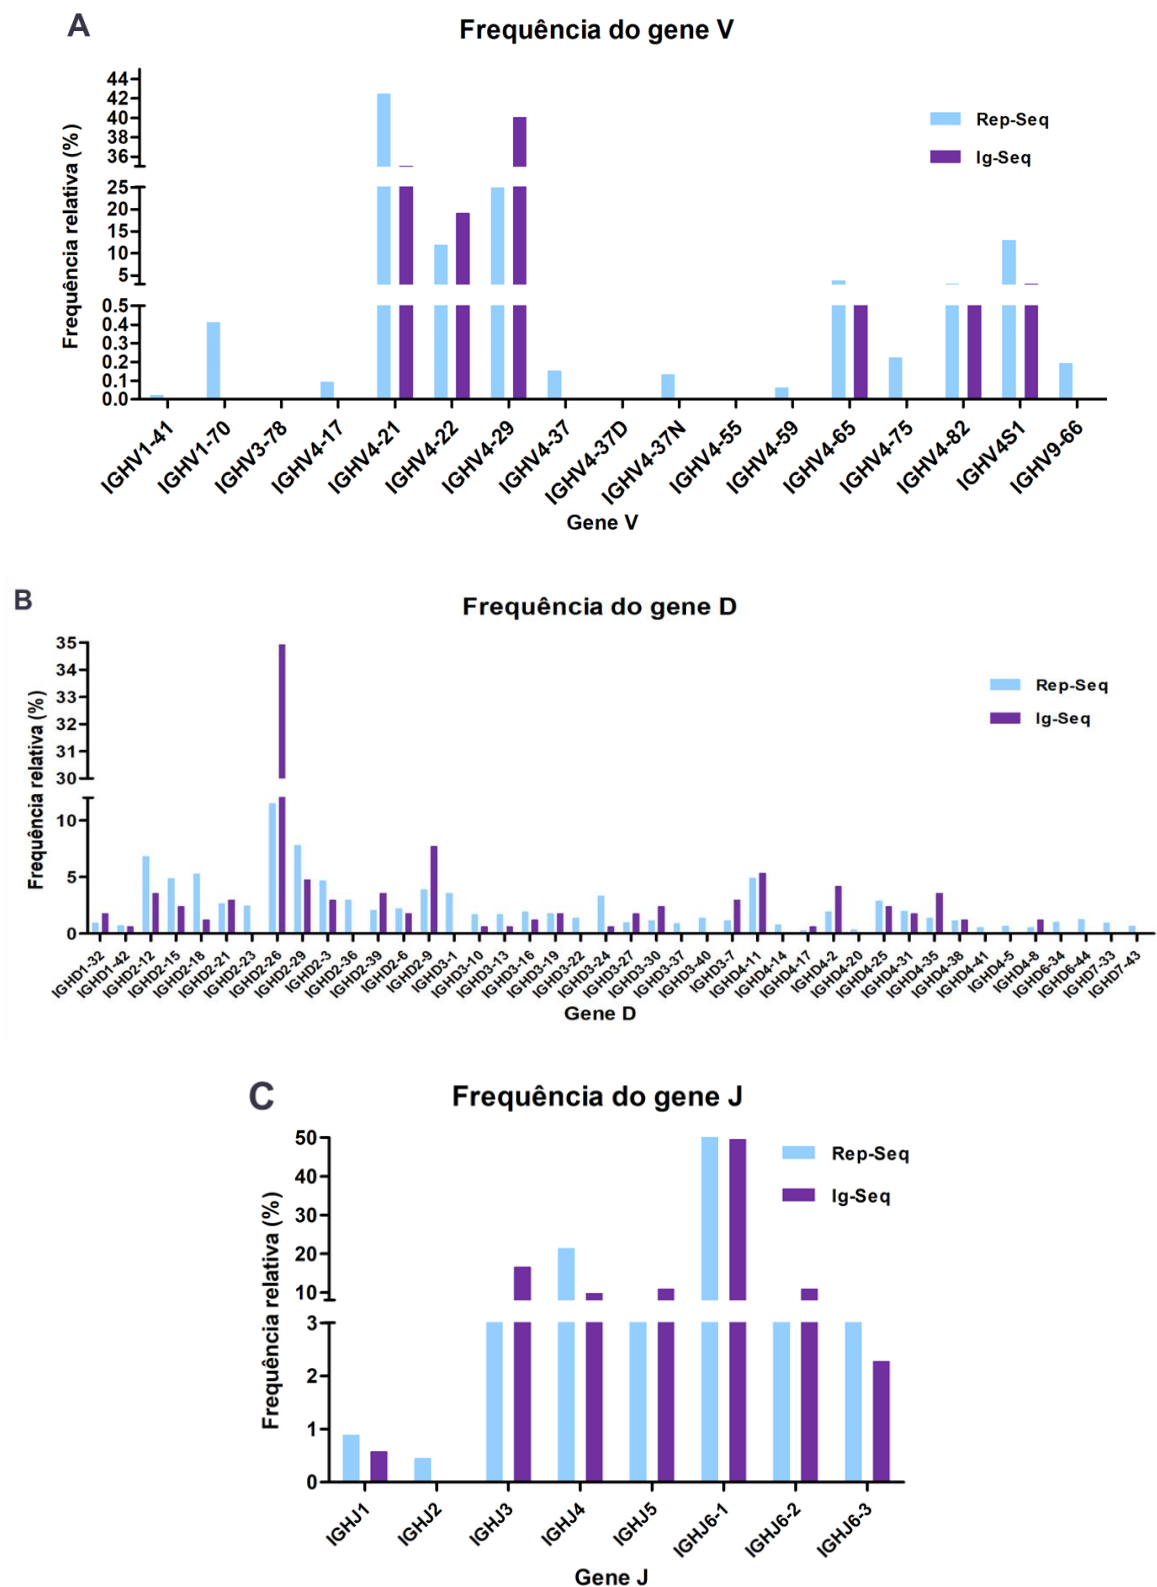 A
Frequência do gene V
Frequência relativa (%)
44
42
40
38
36
25
20
15
10
5
0.5
0.4
0.3
0.2
0.1
0.0
Rep-Seq
Ig-Seq
IGHV1-41
IGHV1-70
IGHV3-78
IGHV4-17
IGHV4-21
IGHV4-22
IGHV4-29
IGHV4-37
IGHV4-37D
IGHV4-37N
IGHV4-55
IGHV4-59
IGHV4-65
IGHV4-75
IGHV4-82
IGHV4S1
IGHV9-66
Gene V
B
Frequência do gene D
Frequência relativa (%)
35
34
33
32
31
30
10
5
0
Rep-Seq
Ig-Seq
IGHD1-32
IGHD1-42
IGHD2-12
IGHD2-15
IGHD2-18
IGHD2-21
IGHD2-23
IGHD2-26
IGHD2-29
IGHD2-3
IGHD2-36
IGHD2-39
IGHD2-6
IGHD2-9
IGHD3-1
IGHD3-10
IGHD3-13
IGHD3-16
IGHD3-19
IGHD3-22
IGHD3-24
IGHD3-27
IGHD3-30
IGHD3-37
IGHD3-40
IGHD3-7
IGHD4-11
IGHD4-14
IGHD4-17
IGHD4-2
IGHD4-20
IGHD4-25
IGHD4-31
IGHD4-35
IGHD4-38
IGHD4-41
IGHD4-5
IGHD4-8
IGHD6-34
IGHD6-44
IGHD7-33
IGHD7-43
Gene D
C
Frequência do gene J
Frequência relativa (%)
50
40
30
20
10
3
2
1
0
Rep-Seq
Ig-Seq
IGHJ1
IGHJ2
IGHJ3
IGHJ4
IGHJ5
IGHJ6-1
IGHJ6-2
IGHJ6-3
Gene J